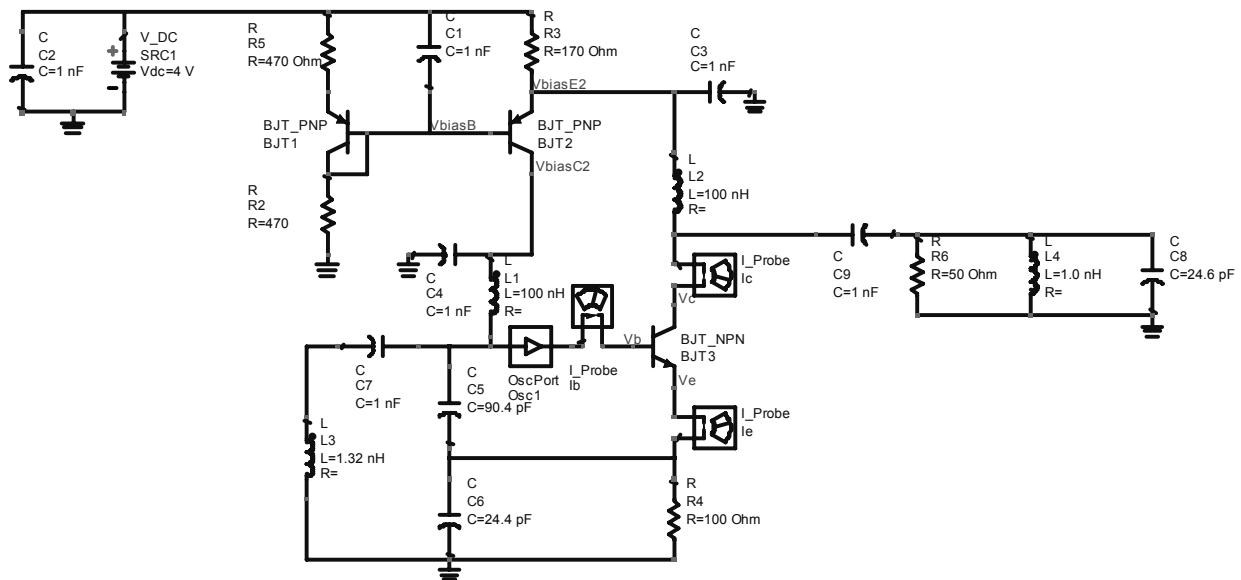 C
C2
C=1 nF
+
-
V_DC
SRC1
Vdc=4 V
R
R5
R=470 Ohm
C
C1
C=1 nF
R
R3
R=170 Ohm
C
C3
C=1 nF
VbiasE2
BJT_PNP
BJT1
VbiasB
BJT_PNP
BJT2
VbiasC2
R
R2
R=470
L
L2
L=100 nH
R=
C
C4
C=1 nF
L
L1
L=100 nH
R=
I_Probe
Ic
C
C9
C=1 nF
R
R6
R=50 Ohm
L
L4
L=1.0 nH
R=
C
C8
C=24.6 pF
Vc
Vb
BJT_NPN
BJT3
Ve
OscPort
Osc1
I_Probe
Ib
C
C7
C=1 nF
C
C5
C=90.4 pF
I_Probe
Ie
L
L3
L=1.32 nH
R=
C
C6
C=24.4 pF
R
R4
R=100 Ohm